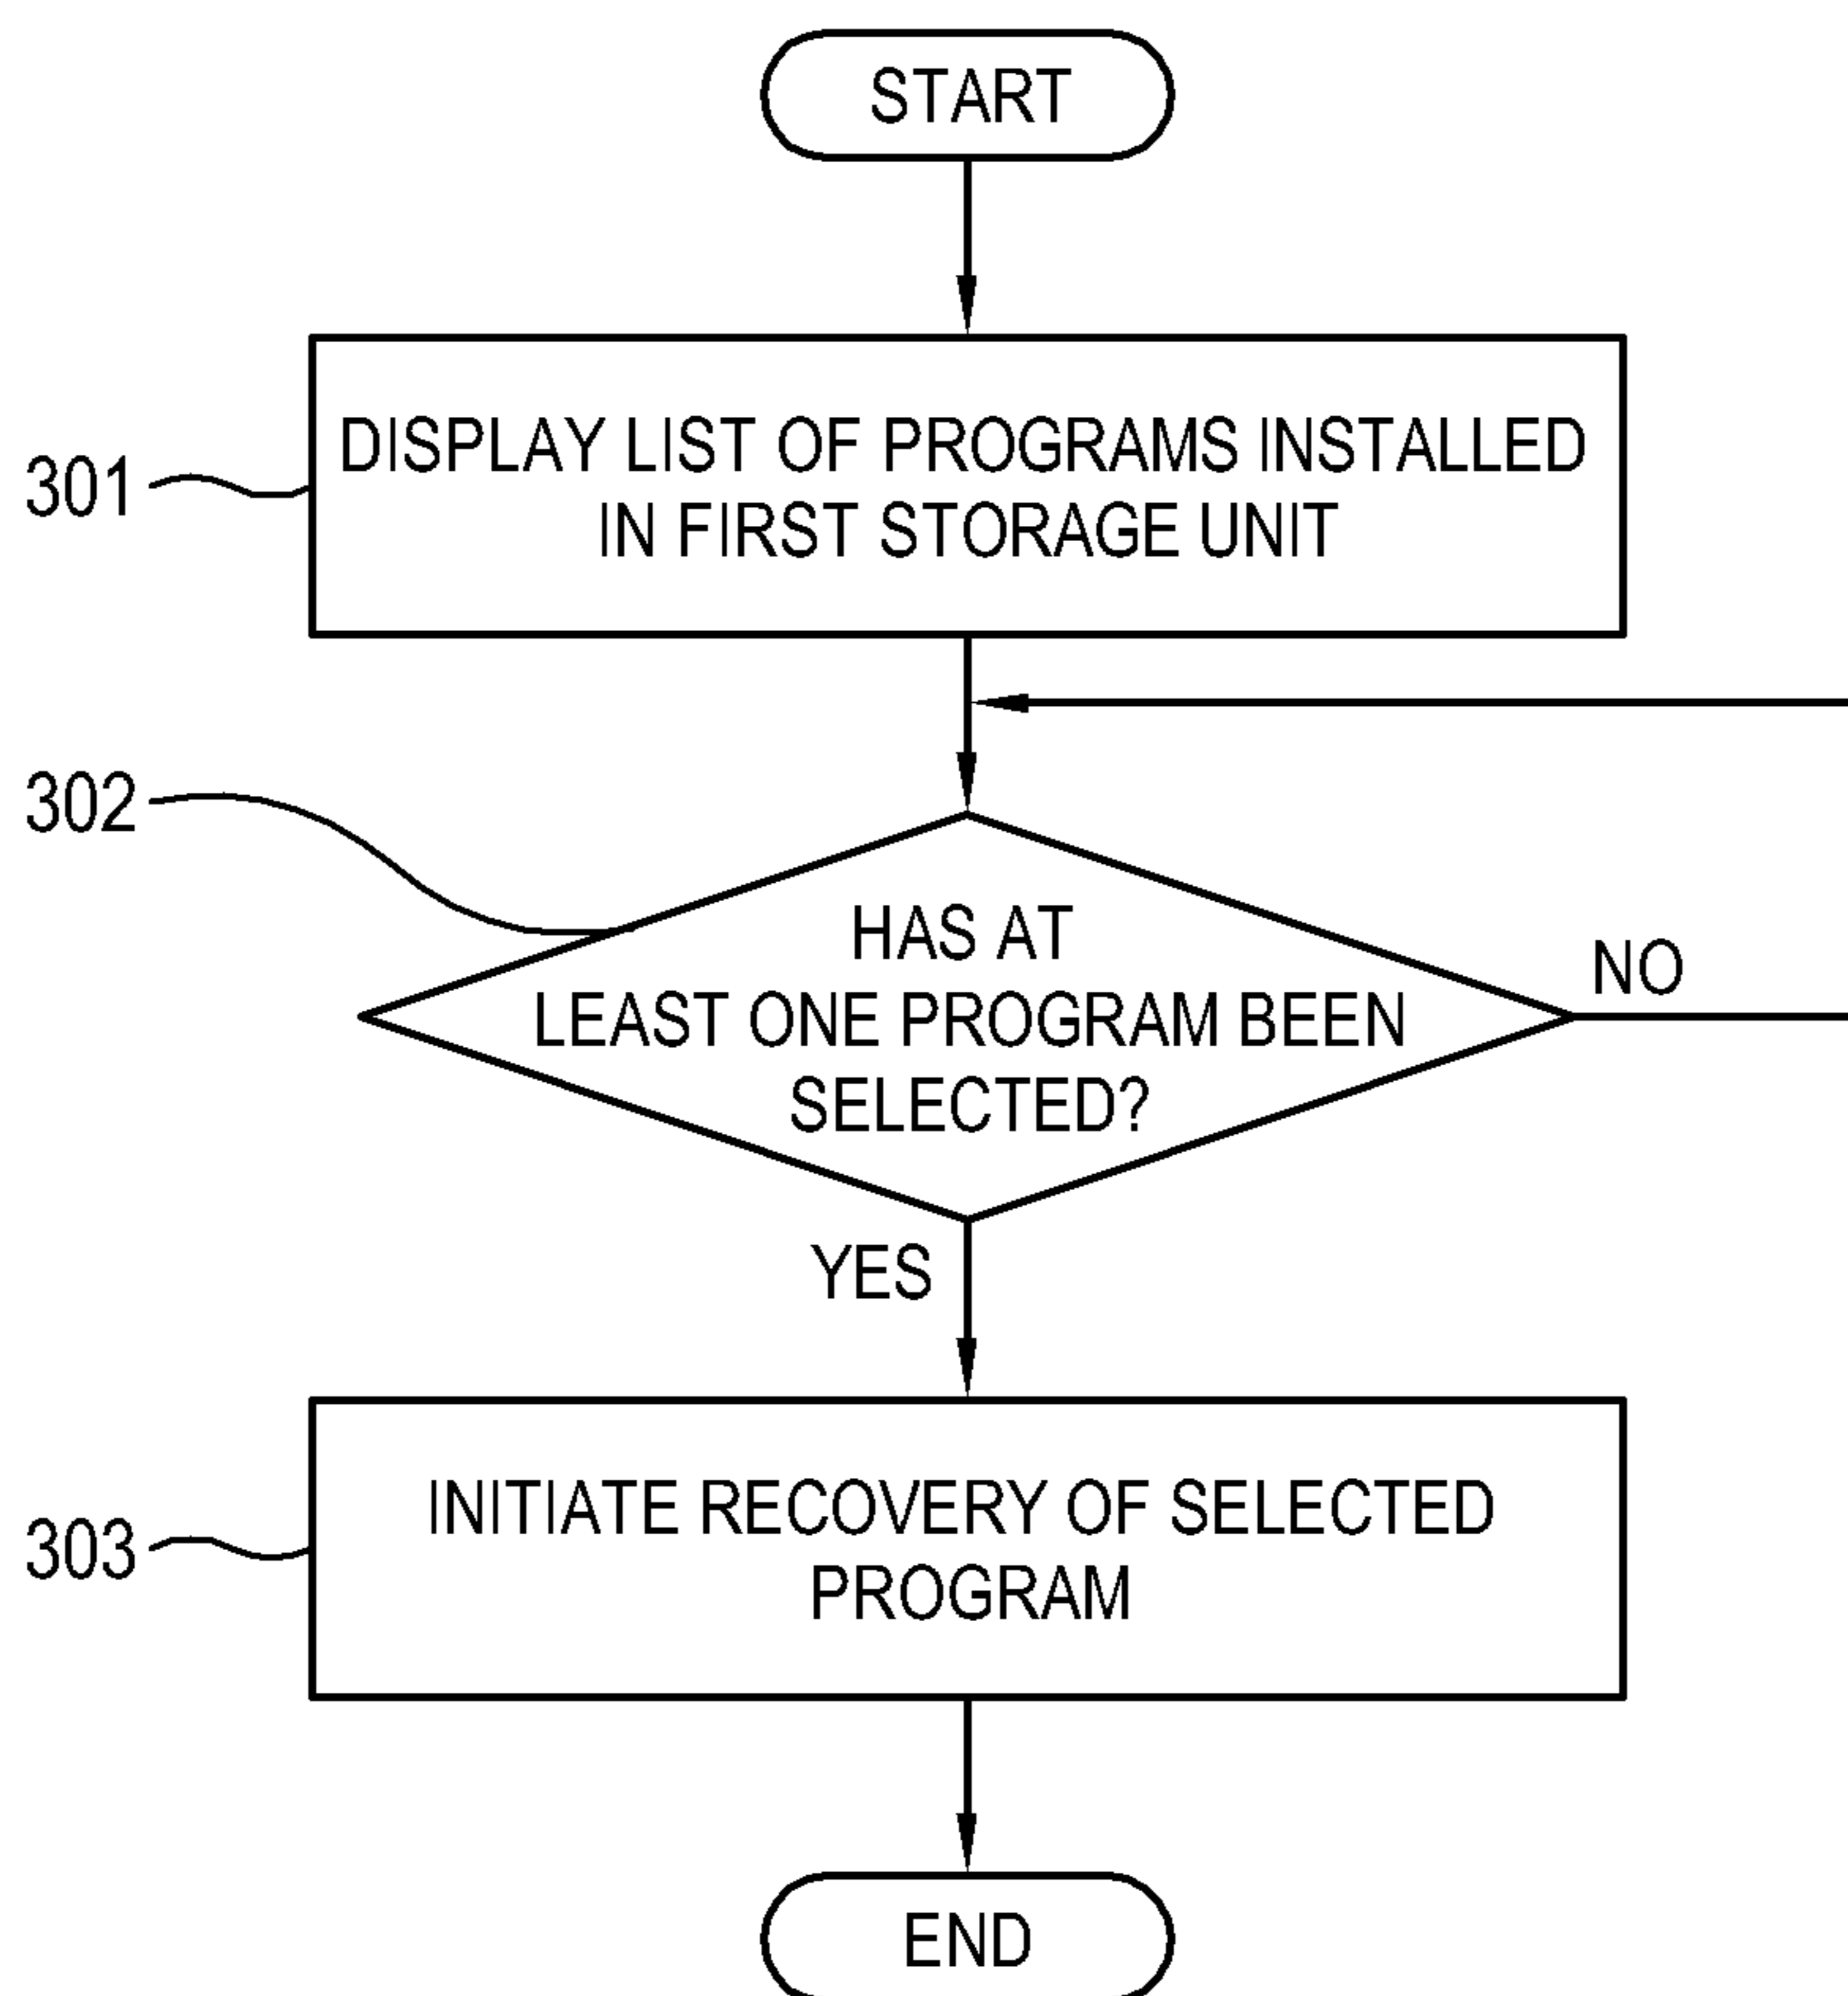 START
301
DISPLAY LIST OF PROGRAMS INSTALLED
IN FIRST STORAGE UNIT
302
HAS AT
LEAST ONE PROGRAM BEEN
SELECTED?
NO
YES
303
INITIATE RECOVERY OF SELECTED
PROGRAM
END